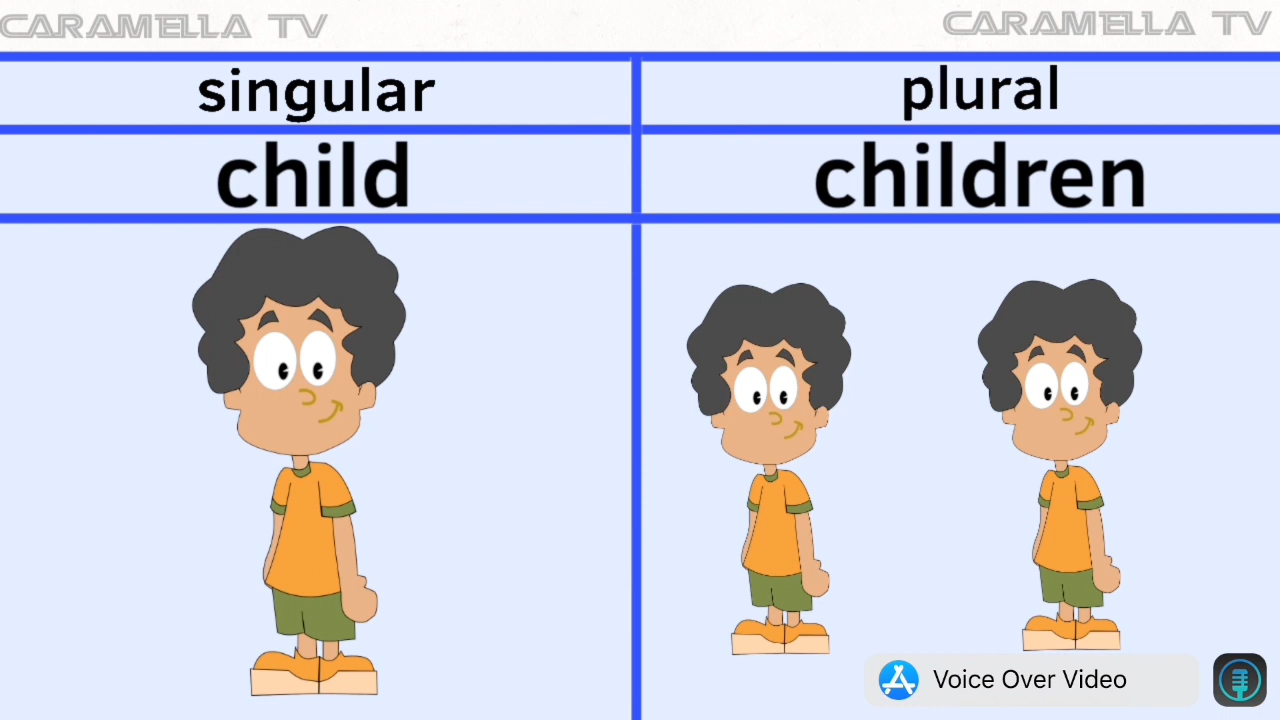 CARAMELLA TV CARAMELLA TV
singular plural
child children
Voice Over Video